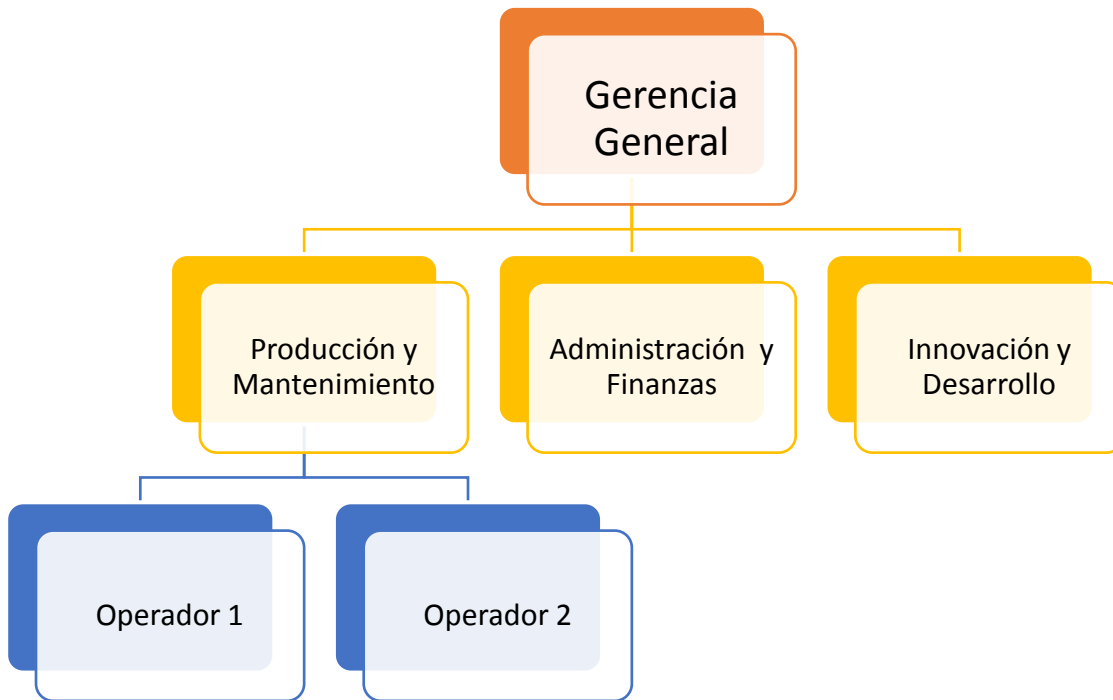 Gerencia
General
Producción y
Mantenimiento
Administración y
Finanzas
Innovación y
Desarrollo
Operador 1
Operador 2